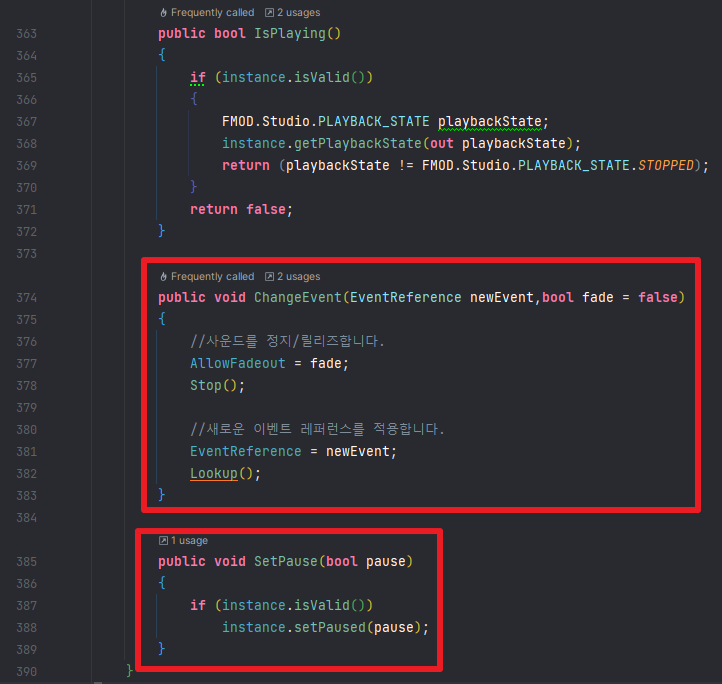 Frequently called 2 usages
363 public bool IsPlaying()
364 {
365 if (instance.isValid())
366 {
367 FMOD.Studio.PLAYBACK_STATE playbackState;
368 instance.getPlaybackState(out playbackState);
369 return (playbackState != FMOD.Studio.PLAYBACK_STATE.STOPPED);
370 }
371 return false;
372 }
373
Frequently called 2 usages
374 public void ChangeEvent(EventReference newEvent,bool fade = false)
375 {
376 //사운드를 정지/릴리즈합니다.
377 AllowFadeout = fade;
378 Stop();
379
380 //새로운 이벤트 레퍼런스를 적용합니다.
381 EventReference = newEvent;
382 Lookup();
383 }
384
1 usage
385 public void SetPause(bool pause)
386 {
387 if (instance.isValid())
388 instance.setPaused(pause);
389 }
390 }